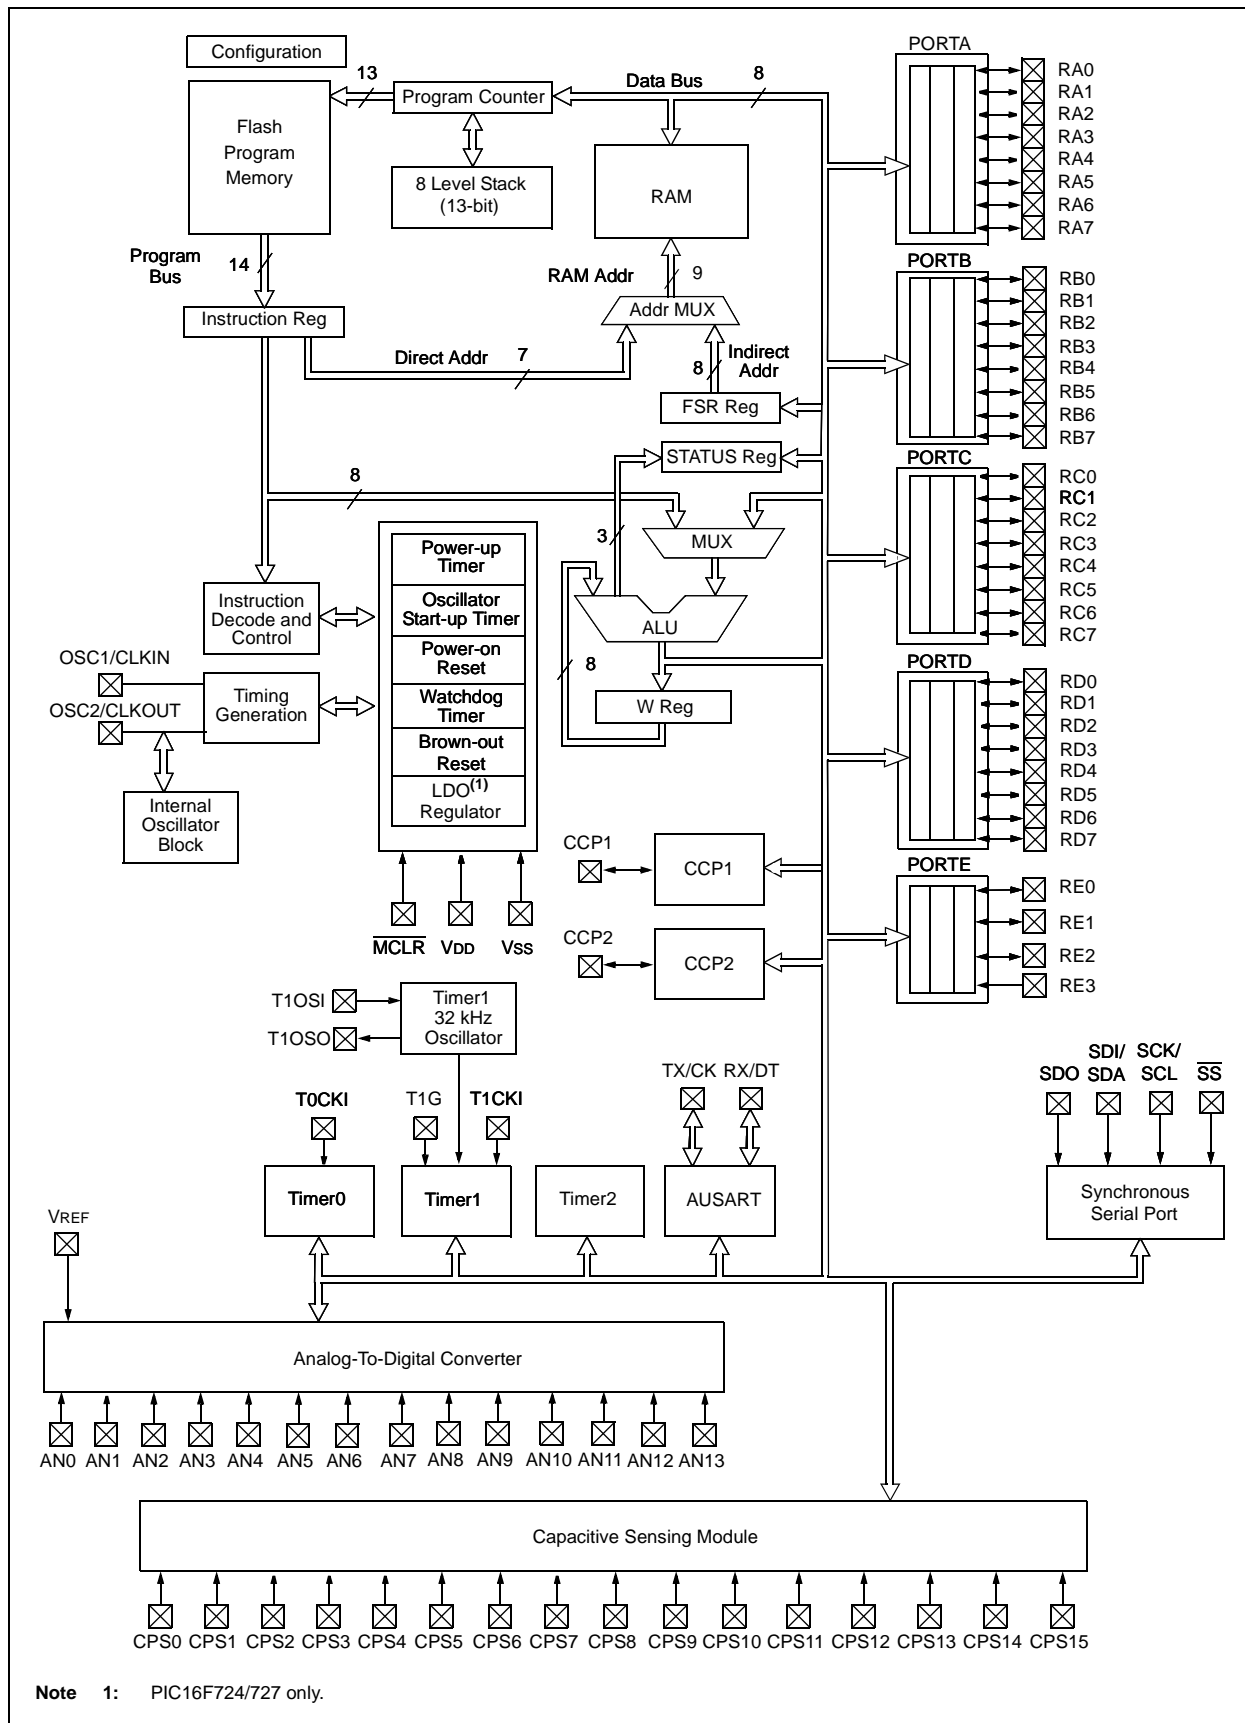 Configuration
PORTA
13
Data Bus
8
Program Counter
Flash
Program
Memory
8 Level Stack
(13-bit)
RAM
RA0
RA1
RA2
RA3
RA4
RA5
RA6
RA7
Program
Bus
14
RAM Addr
9
Addr MUX
Instruction Reg
Direct Addr
7
Indirect
Addr
8
FSR Reg
PORTB
RB0
RB1
RB2
RB3
RB4
RB5
RB6
RB7
STATUS Reg
8
3
MUX
PORTC
RC0
RC1
RC2
RC3
RC4
RC5
RC6
RC7
Power-up
Timer
Oscillator
Start-up Timer
Power-on
Reset
Watchdog
Timer
Brown-out
Reset
LDO(1)
Regulator
Instruction
Decode and
Control
ALU
8
W Reg
OSC1/CLKIN
OSC2/CLKOUT
Timing
Generation
Internal
Oscillator
Block
PORTD
RD0
RD1
RD2
RD3
RD4
RD5
RD6
RD7
MCLR
VDD
VSS
CCP1
CCP1
CCP2
CCP2
PORTE
RE0
RE1
RE2
RE3
T1OSI
T1OSO
Timer1
32 kHz
Oscillator
T0CKI
T1G
T1CKI
TX/CK
RX/DT
SDO
SDI/
SDA
SCK/
SCL
SS
Timer0
Timer1
Timer2
AUSART
Synchronous
Serial Port
VREF
Analog-To-Digital Converter
AN0 AN1 AN2 AN3 AN4 AN5 AN6 AN7 AN8 AN9 AN10 AN11 AN12 AN13
Capacitive Sensing Module
CPS0 CPS1 CPS2 CPS3 CPS4 CPS5 CPS6 CPS7 CPS8 CPS9 CPS10 CPS11 CPS12 CPS13 CPS14 CPS15
Note 1: PIC16F724/727 only.